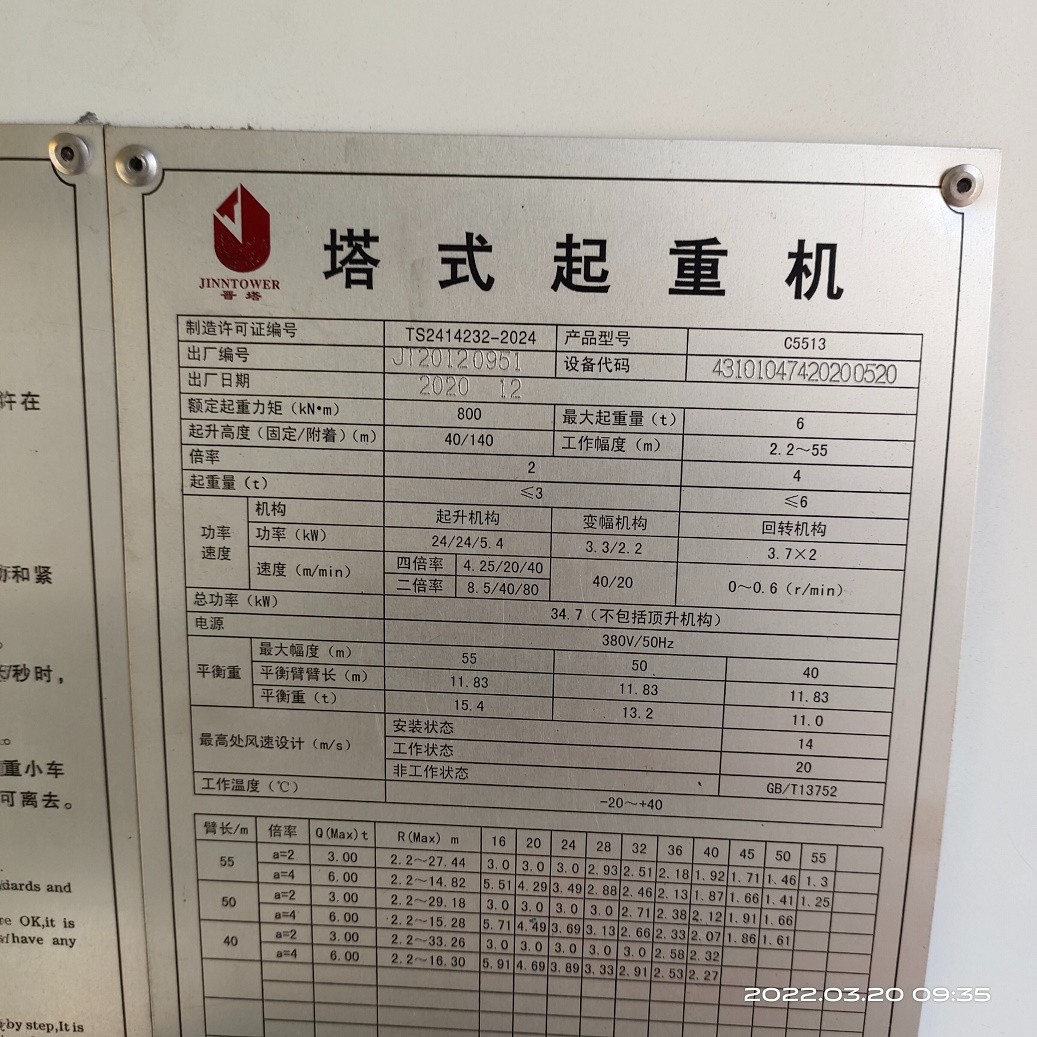 许在
和紧
。
/秒时，
。
重小车
可离去。
dards and
re OK,it is
have any
by step,It is
JINNTOWER
晋塔
塔式起重机
制造许可证编号 TS2414232-2024 产品型号 C5513
出厂编号 JT20120951 设备代码 43101047420200520
出厂日期 2020 12
额定起重力矩（kN•m） 800 最大起重量（t） 6
起升高度（固定/附着）（m） 40/140 工作幅度（m） 2.2～55
倍率 2 4
起重量（t） ≤3 ≤6
功率速度 机构 起升机构 变幅机构 回转机构
功率（kW） 24/24/5.4 3.3/2.2 3.7×2
速度（m/min） 四倍率 4.25/20/40 40/20 0～0.6（r/min）
二倍率 8.5/40/80
总功率（kW） 34.7（不包括顶升机构）
电源 380V/50Hz
平衡重 最大幅度（m） 55 50 40
平衡臂臂长（m） 11.83 11.83 11.83
平衡重（t） 15.4 13.2 11.0
最高处风速设计（m/s） 安装状态 14
工作状态 20
非工作状态 GB/T13752
工作温度（℃） -20～+40
臂长/m 倍率 Q(Max)t R(Max) m 16 20 24 28 32 36 40 45 50 55
55 a=2 3.00 2.2～27.44 3.0 3.0 3.0 2.93 2.51 2.18 1.92 1.71 1.46 1.3
a=4 6.00 2.2～14.82 5.51 4.29 3.49 2.88 2.46 2.13 1.87 1.66 1.41 1.25
50 a=2 3.00 2.2～29.18 3.0 3.0 3.0 3.0 2.71 2.38 2.12 1.91 1.66
a=4 6.00 2.2～15.28 5.71 4.49 3.69 3.13 2.66 2.33 2.07 1.86 1.61
40 a=2 3.00 2.2～33.26 3.0 3.0 3.0 3.0 3.0 2.58 2.32
a=4 6.00 2.2～16.30 5.91 4.69 3.89 3.33 2.91 2.53 2.27
2022.03.20 09:35